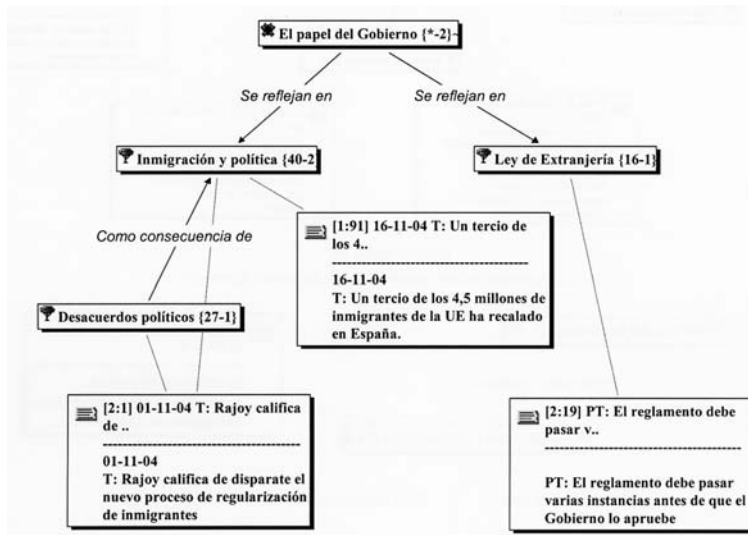 El papel del Gobierno {*-2}~
Se reflejan en
Se reflejan en
Inmigración y política {40-2
Ley de Extranjería {16-1}
[1:91] 16-11-04 T: Un tercio de
los 4..
----------------------------------------
16-11-04
T: Un tercio de los 4,5 millones de
inmigrantes de la UE ha recalado
en España.
Como consecuencia de
Desacuerdos políticos {27-1}
[2:1] 01-11-04 T: Rajoy califica
de ..
----------------------------------------
01-11-04
T: Rajoy califica de disparate el
nuevo proceso de regularización
de inmigrantes
[2:19] PT: El reglamento debe
pasar v..
----------------------------------------
PT: El reglamento debe pasar
varias instancias antes de que el
Gobierno lo apruebe